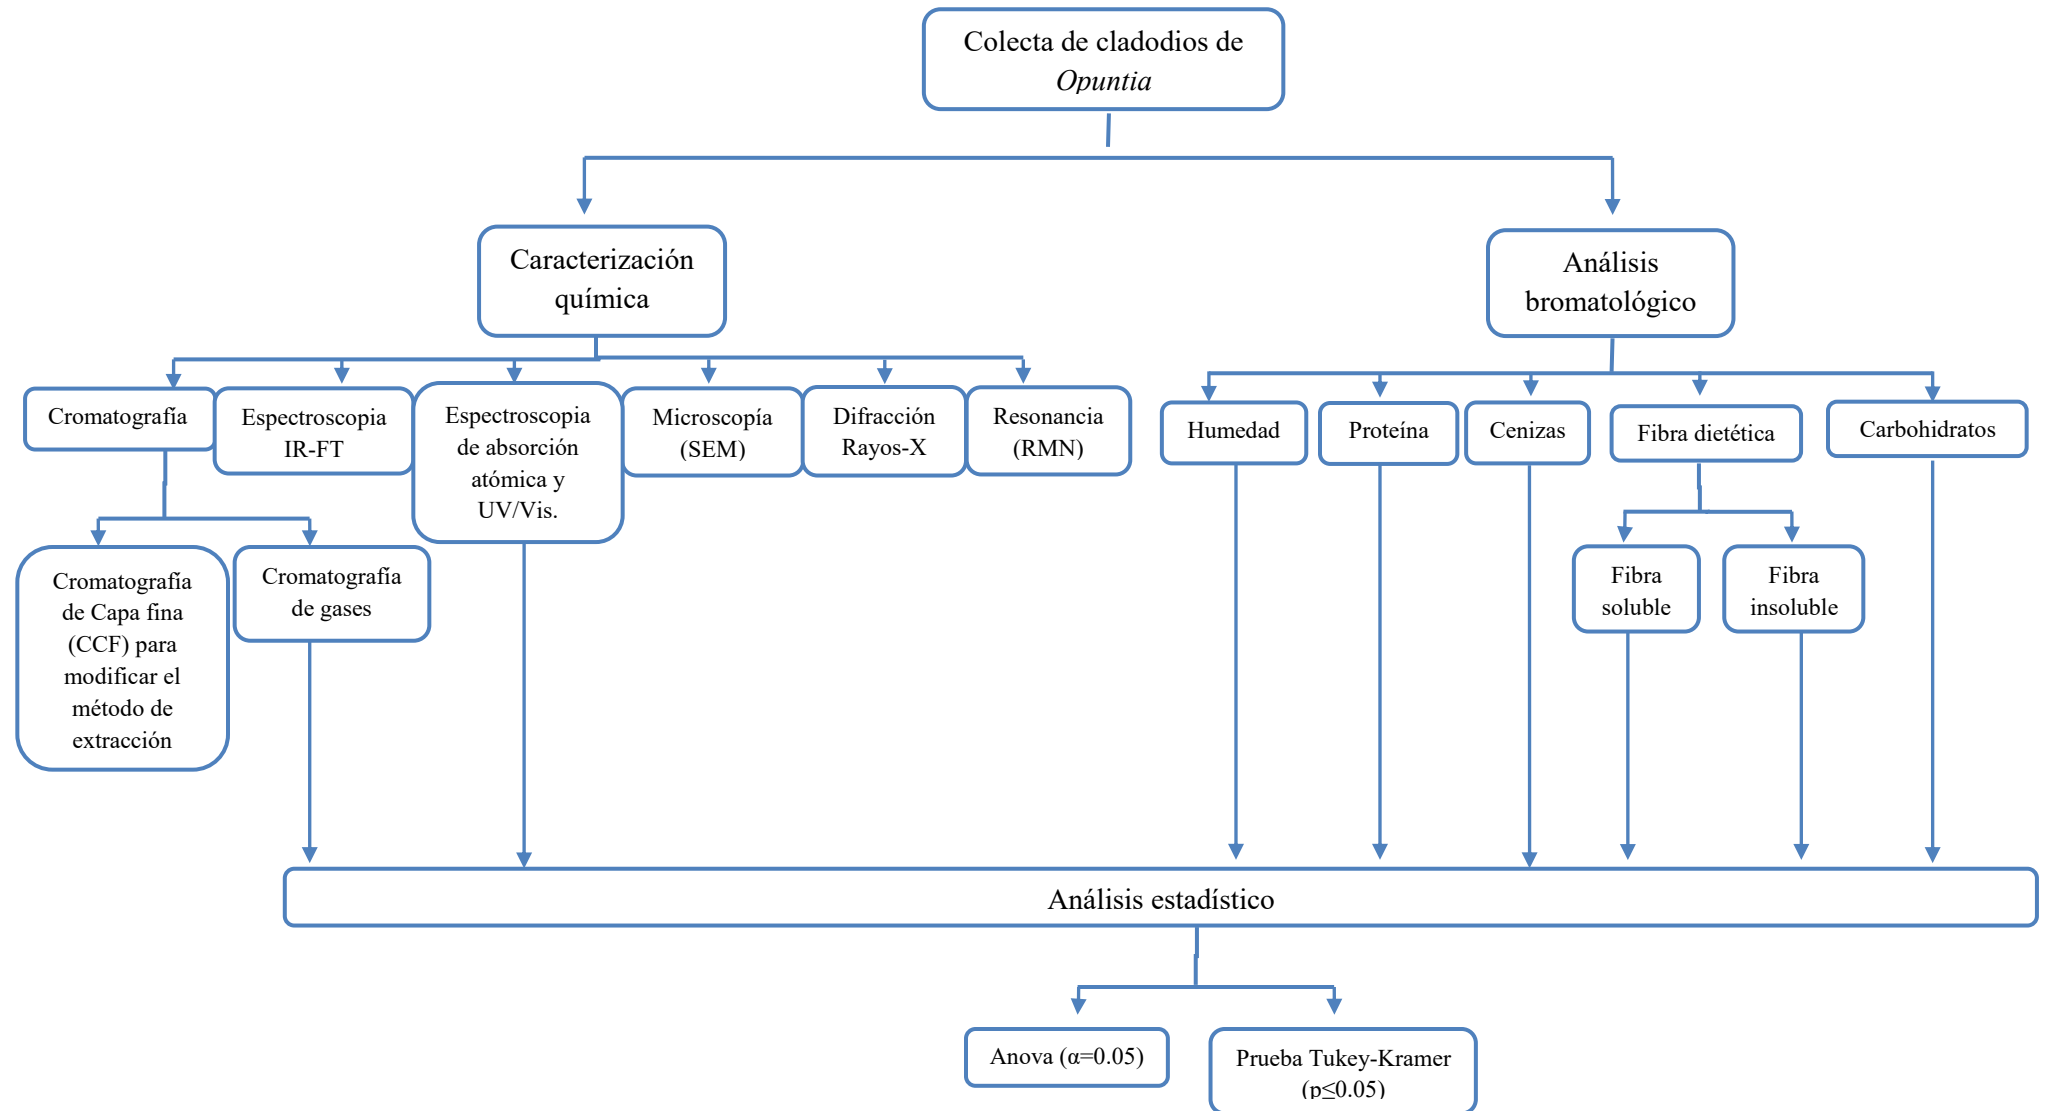 Colecta de cladodios de
Opuntia
Caracterización
química
Análisis
bromatológico
Cromatografía
Espectroscopia
IR-FT
Espectroscopia
de absorción
atómica y
UV/Vis.
Microscopía
(SEM)
Difracción
Rayos-X
Resonancia
(RMN)
Humedad
Proteína
Cenizas
Fibra dietética
Carbohidratos
Cromatografía
de Capa fina
(CCF) para
modificar el
método de
extracción
Cromatografía
de gases
Fibra
soluble
Fibra
insoluble
Análisis estadístico
Anova (α=0.05)
Prueba Tukey-Kramer
(p≤0.05)